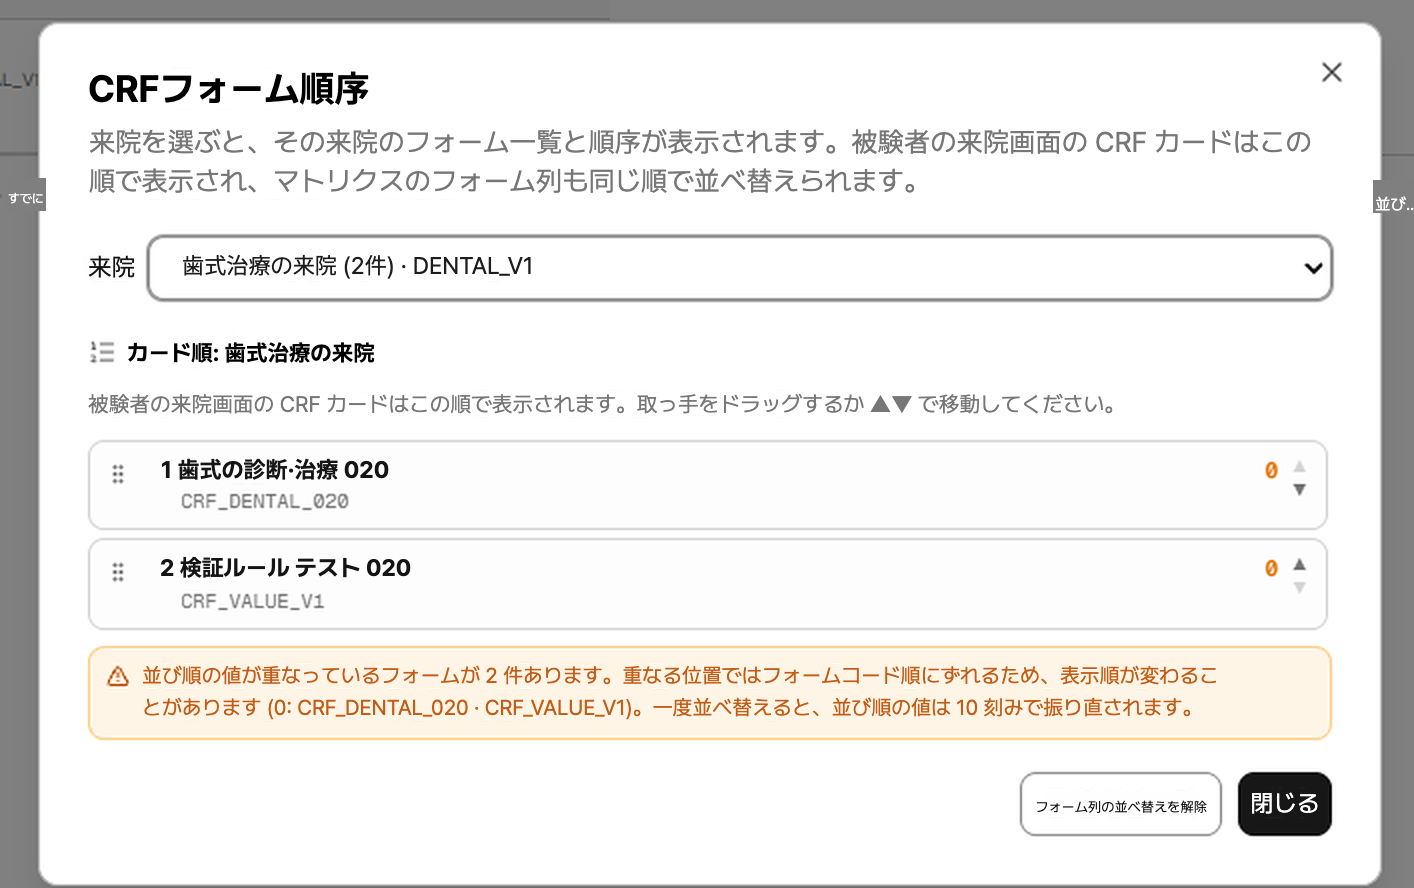 CRFフォーム順序
来院を選ぶと、その来院のフォーム一覧と順序が表示されます。被験者の来院画面の CRF カードはこの
順で表示され、マトリクスのフォーム列も同じ順で並べ替えられます。
すでに
並び...
来院
歯式治療の来院 (2件) · DENTAL_V1
カード順: 歯式治療の来院
被験者の来院画面の CRF カードはこの順で表示されます。取っ手をドラッグするか ▲▼ で移動してください。
1 歯式の診断·治療 020
0
CRF_DENTAL_020
2 検証ルール テスト 020
0
CRF_VALUE_V1
並び順の値が重なっているフォームが 2 件あります。重なる位置ではフォームコード順にずれるため、表示順が変わるこ
とがあります (0: CRF_DENTAL_020 · CRF_VALUE_V1)。一度並べ替えると、並び順の値は 10 刻みで振り直されます。
フォーム列の並べ替えを解除
閉じる